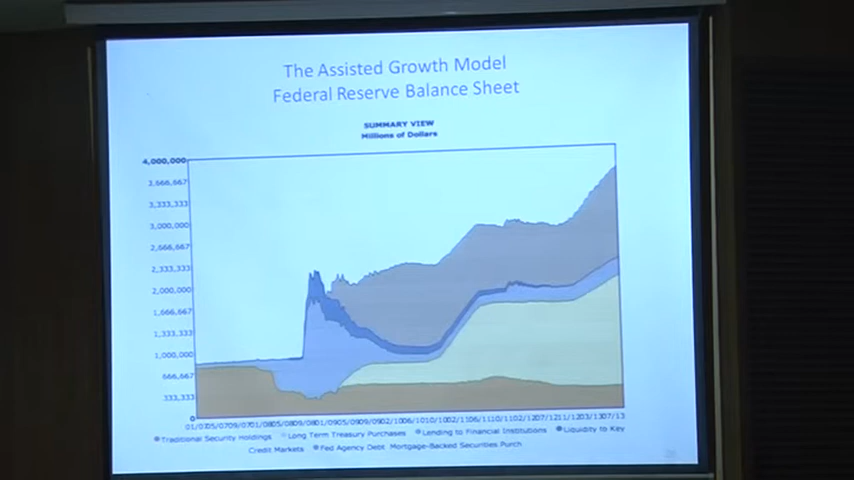 The Assisted Growth Model
Federal Reserve Balance Sheet
SUMMARY VIEW
Millions of Dollars
4,000,000
3,666,667
3,333,333
3,000,000
2,666,667
2,333,333
2,000,000
1,666,667
1,333,333
1,000,000
666,667
333,333
0
Traditional Security Holdings Long Term Treasury Purchases Lending to Financial Institutions Liquidity to Key
Credit Markets Fed Agency Debt Mortgage-Backed Securities Purch